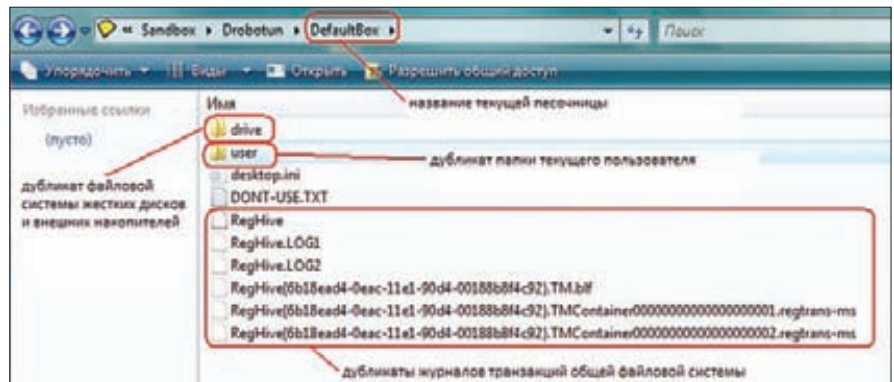 « Sandbox ▸ Drobotun ▸ DefaultBox ▸
Поиск
Упорядочить
Виды
Открыть
Разрешить общий доступ
Избранные ссылки
(пусто)
Имя
название текущей песочницы
drive
user
дубликат папки текущего пользователя
desktop.ini
DONT-USE.TXT
дубликат файловой
системы жестких дисков
и внешних накопителей
RegHive
RegHive.LOG1
RegHive.LOG2
RegHive{6b18ead4-0eac-11e1-90d4-00188b8f4c92}.TM.blf
RegHive{6b18ead4-0eac-11e1-90d4-00188b8f4c92}.TMContainer00000000000000000001.regtrans-ms
RegHive{6b18ead4-0eac-11e1-90d4-00188b8f4c92}.TMContainer00000000000000000002.regtrans-ms
дубликаты журналов транзакций общей файловой системы